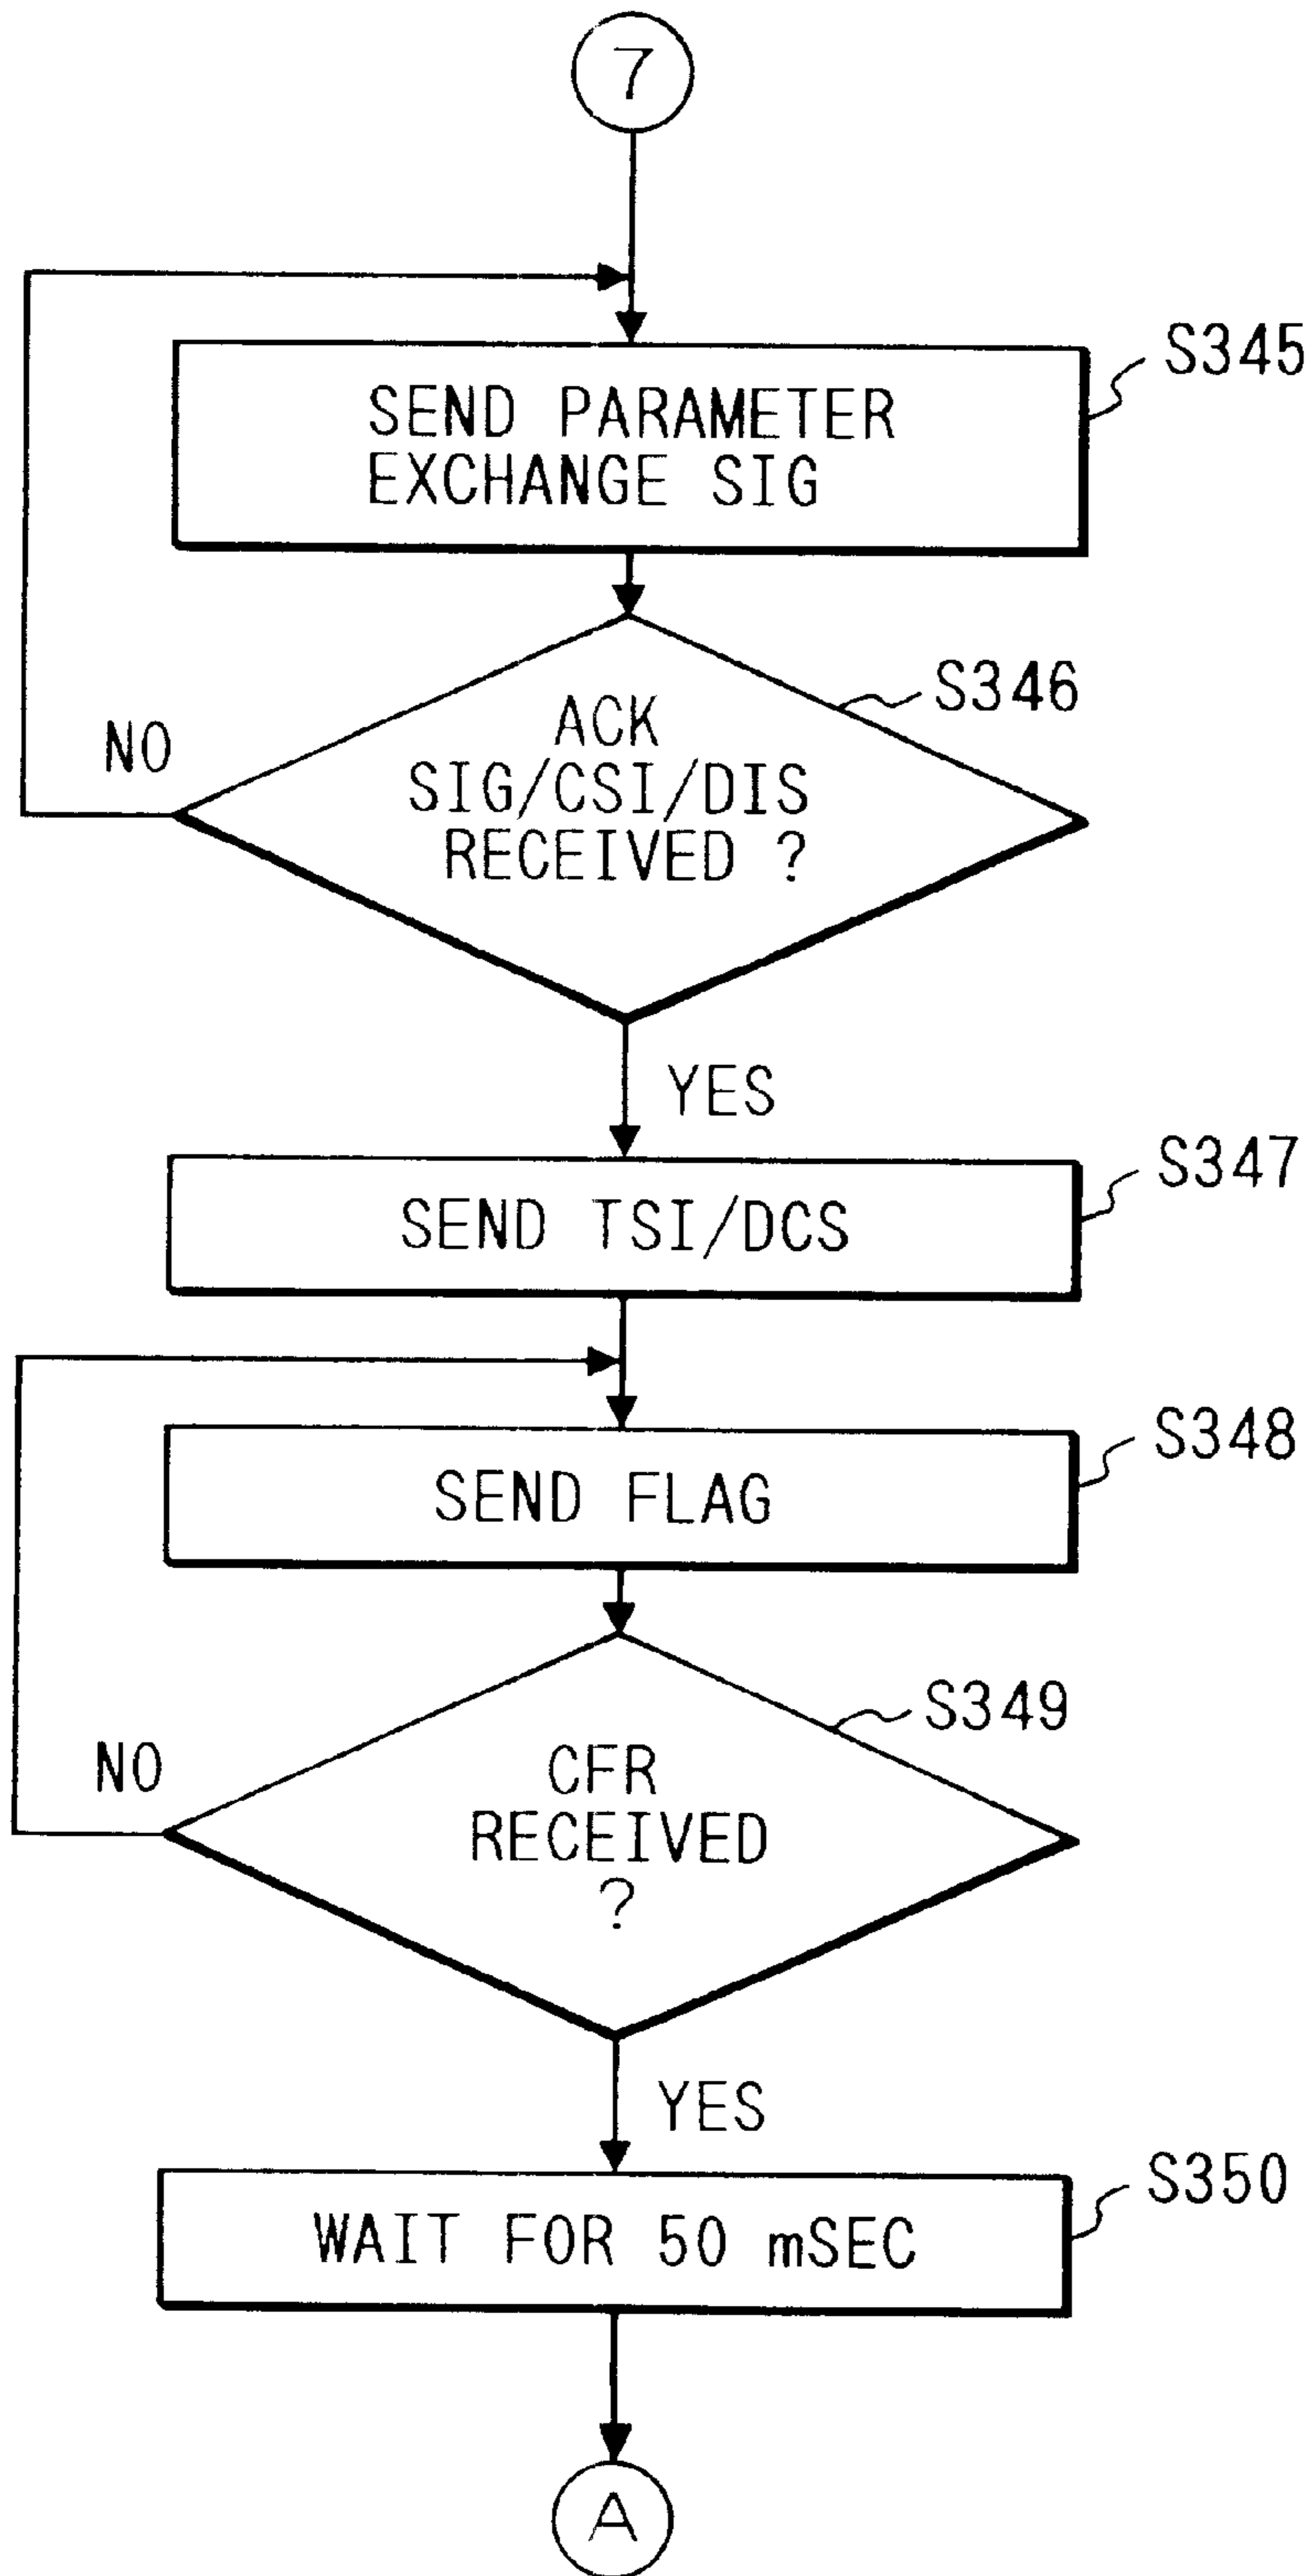 7
S345
SEND PARAMETER
EXCHANGE SIG
S346
ACK
SIG/CSI/DIS
RECEIVED ?
NO
YES
S347
SEND TSI/DCS
S348
SEND FLAG
S349
CFR
RECEIVED
?
NO
YES
S350
WAIT FOR 50 mSEC
A